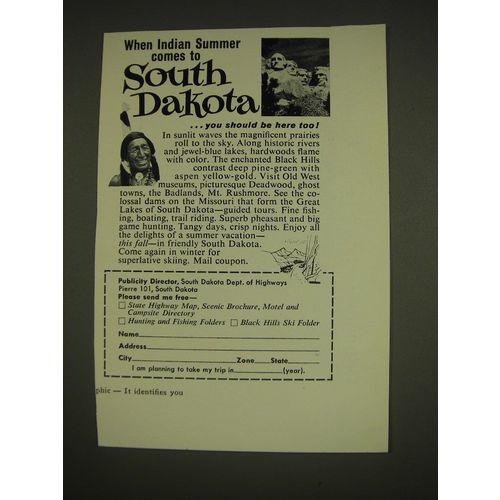 When Indian Summer
comes to
South
Dakota
...you should be here too!
In sunlit waves the magnificent prairies
roll to the sky. Along historic rivers
and jewel-blue lakes, hardwoods flame
with color. The enchanted Black Hills
contrast deep pine-green with
aspen yellow-gold. Visit Old West
museums, picturesque Deadwood, ghost
towns, the Badlands, Mt. Rushmore. See the co-
lossal dams on the Missouri that form the Great
Lakes of South Dakota—guided tours. Fine fish-
ing, boating, trail riding. Superb pheasant and big
game hunting. Tangy days, crisp nights. Enjoy all
the delights of a summer vacation—
this fall—in friendly South Dakota.
Come again in winter for
superlative skiing. Mail coupon.
Publicity Director, South Dakota Dept. of Highways
Pierre 101, South Dakota
Please send me free—
□ State Highway Map, Scenic Brochure, Motel and
Campsite Directory
□ Hunting and Fishing Folders □ Black Hills Ski Folder
Name
Address
City Zone State
I am planning to take my trip in (year).
phic — It identifies you